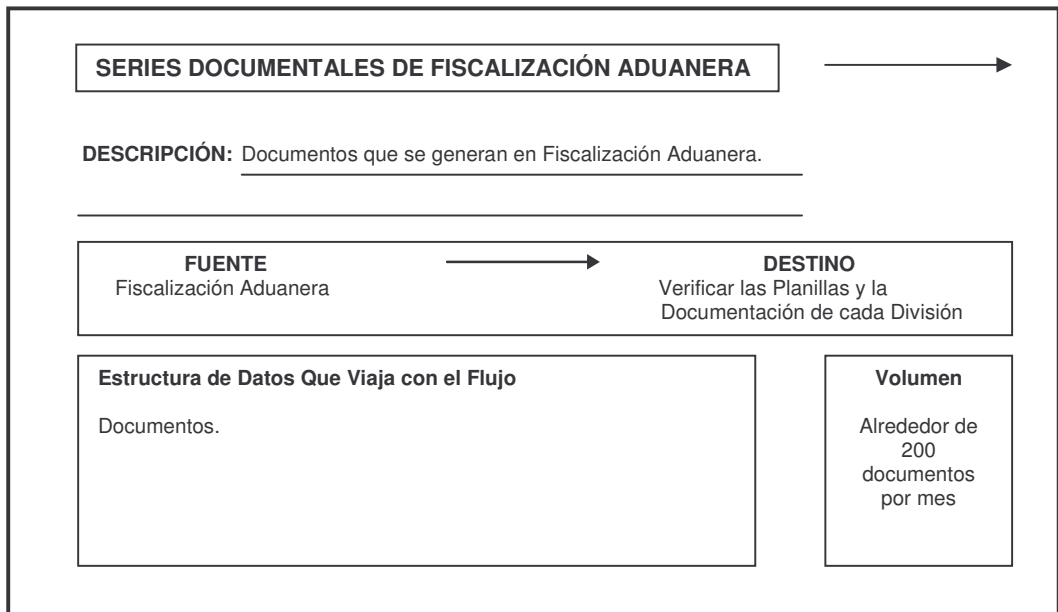 SERIES DOCUMENTALES DE FISCALIZACIÓN ADUANERA
DESCRIPCIÓN: Documentos que se generan en Fiscalización Aduanera.
FUENTE
Fiscalización Aduanera
DESTINO
Verificar las Planillas y la
Documentación de cada División
Estructura de Datos Que Viaja con el Flujo
Documentos.
Volumen
Alrededor de
200
documentos
por mes